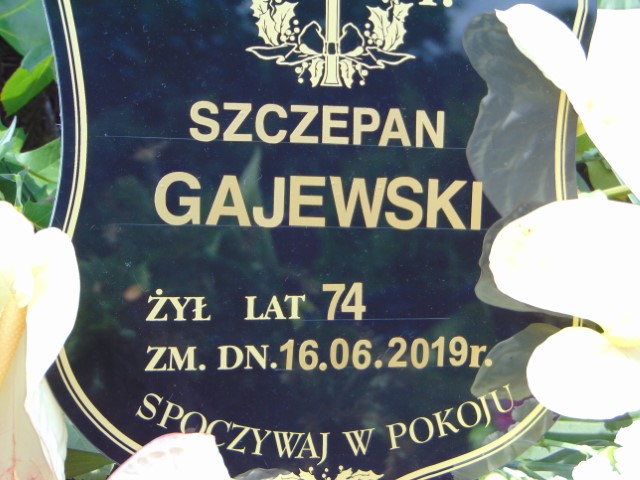 SZCZEPAN
GAJEWSKI
ŻYŁ LAT 74
ZM. DN. 16.06.2019r.
SPOCZYWAJ W POKOJU